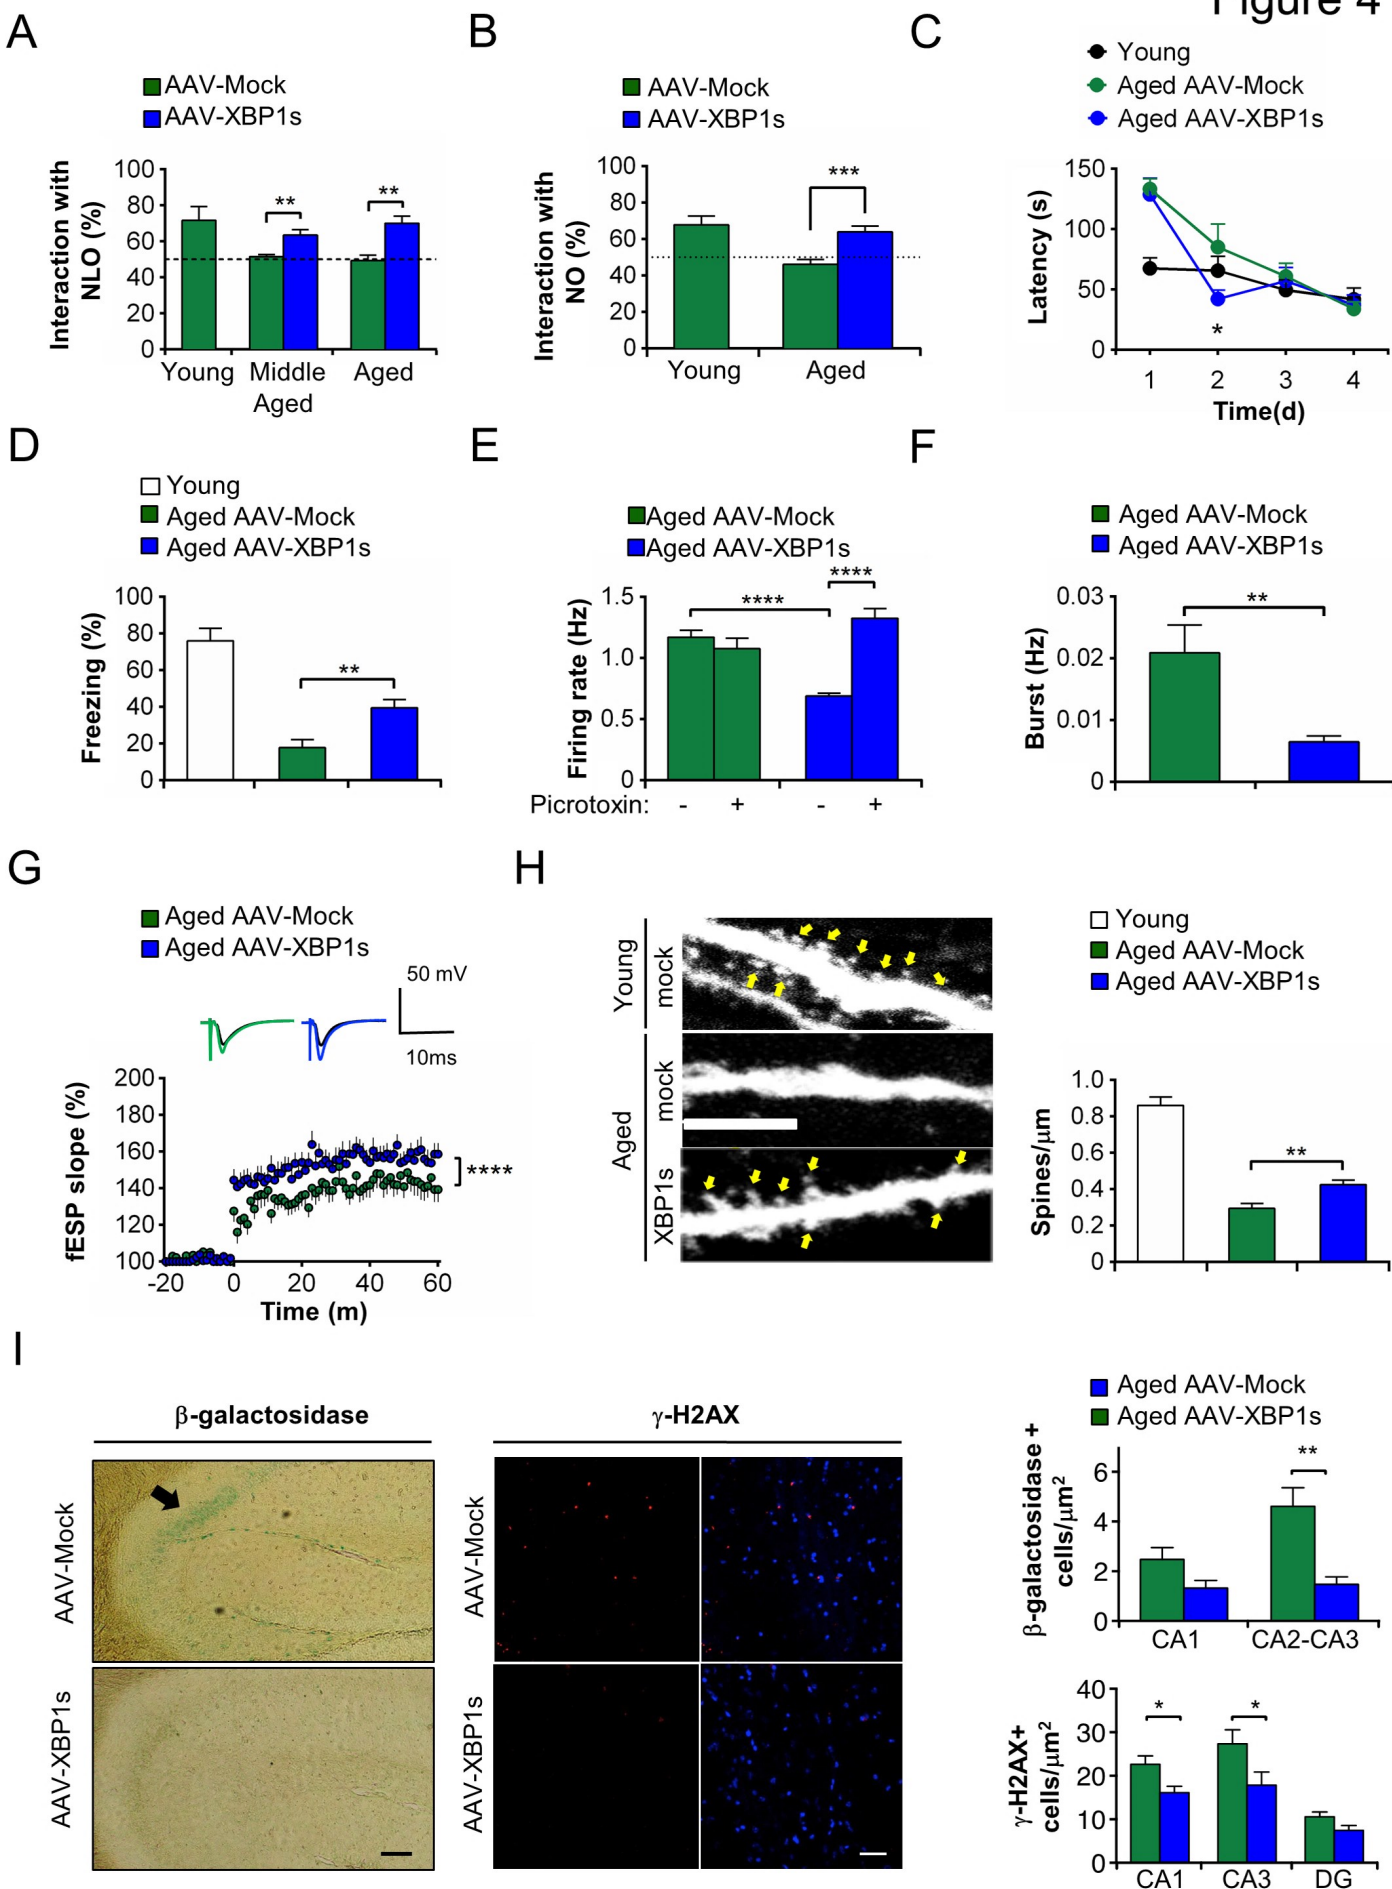 Figure 4
A
AAV-Mock
AAV-XBP1s
Interaction with
NLO (%)
100
80
60
40
20
0
**
**
Young
Middle
Aged
Aged
B
AAV-Mock
AAV-XBP1s
Interaction with
NO (%)
100
80
60
40
20
0
***
Young
Aged
C
Young
Aged AAV-Mock
Aged AAV-XBP1s
Latency (s)
150
100
50
0
*
1 2 3 4
Time(d)
D
Young
Aged AAV-Mock
Aged AAV-XBP1s
Freezing (%)
100
80
60
40
20
0
**
E
Aged AAV-Mock
Aged AAV-XBP1s
Firing rate (Hz)
1.5
1.0
0.5
0
****
****
Picrotoxin: - + - +
F
Aged AAV-Mock
Aged AAV-XBP1s
Burst (Hz)
0.03
0.02
0.01
0
**
G
Aged AAV-Mock
Aged AAV-XBP1s
50 mV
10ms
fESP slope (%)
200
180
160
140
120
100
****
-20 0 20 40 60
Time (m)
H
Young
mock
Aged
mock
XBP1s
Young
Aged AAV-Mock
Aged AAV-XBP1s
Spines/μm
1.0
0.8
0.6
0.4
0.2
0
**
I
β-galactosidase
γ-H2AX
AAV-Mock
AAV-XBP1s
AAV-Mock
AAV-XBP1s
Aged AAV-Mock
Aged AAV-XBP1s
β-galactosidase +
cells/μm2
6
4
2
0
**
CA1
CA2-CA3
γ-H2AX+
cells/μm2
40
30
20
10
0
*
*
CA1
CA3
DG